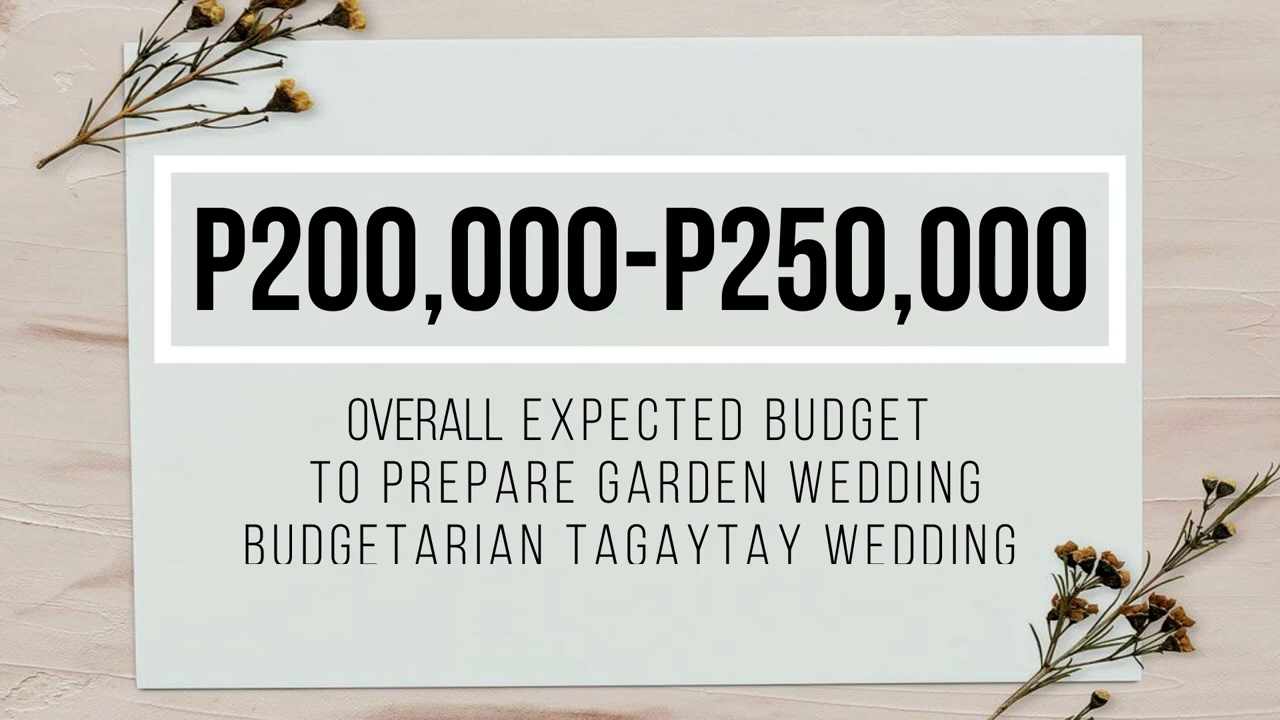 P200,000-P250,000
OVERALL EXPECTED BUDGET
TO PREPARE GARDEN WEDDING
BUDGETARIAN TAGAYTAY WEDDING